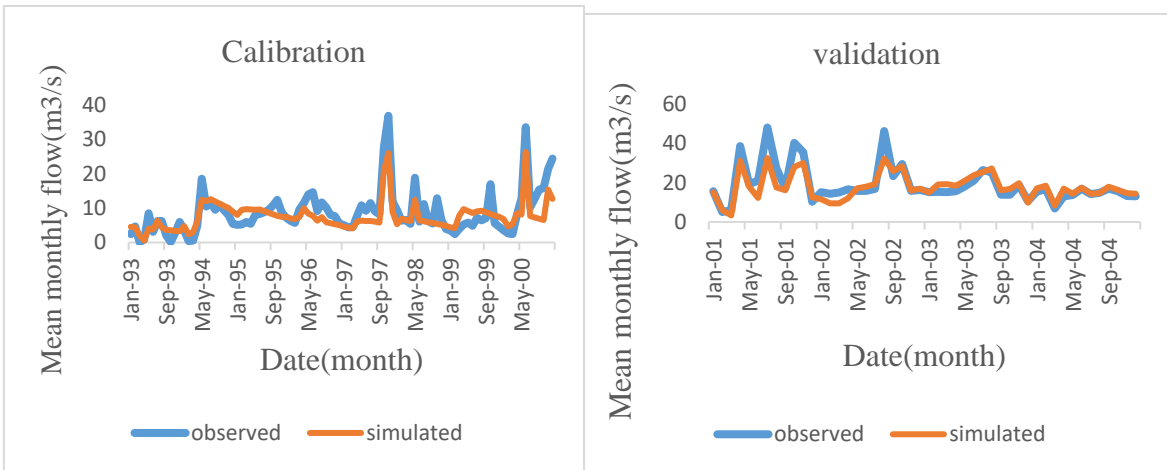 Calibration
Mean monthly flow(m3/s)
40
30
20
10
0
Jan-93
Sep-93
May-94
Jan-95
Sep-95
May-96
Jan-97
Sep-97
May-98
Jan-99
Sep-99
May-00
Date(month)
observed
simulated
validation
Mean monthly flow(m3/s)
60
40
20
0
Jan-01
May-01
Sep-01
Jan-02
May-02
Sep-02
Jan-03
May-03
Sep-03
Jan-04
May-04
Sep-04
Date(month)
observed
simulated